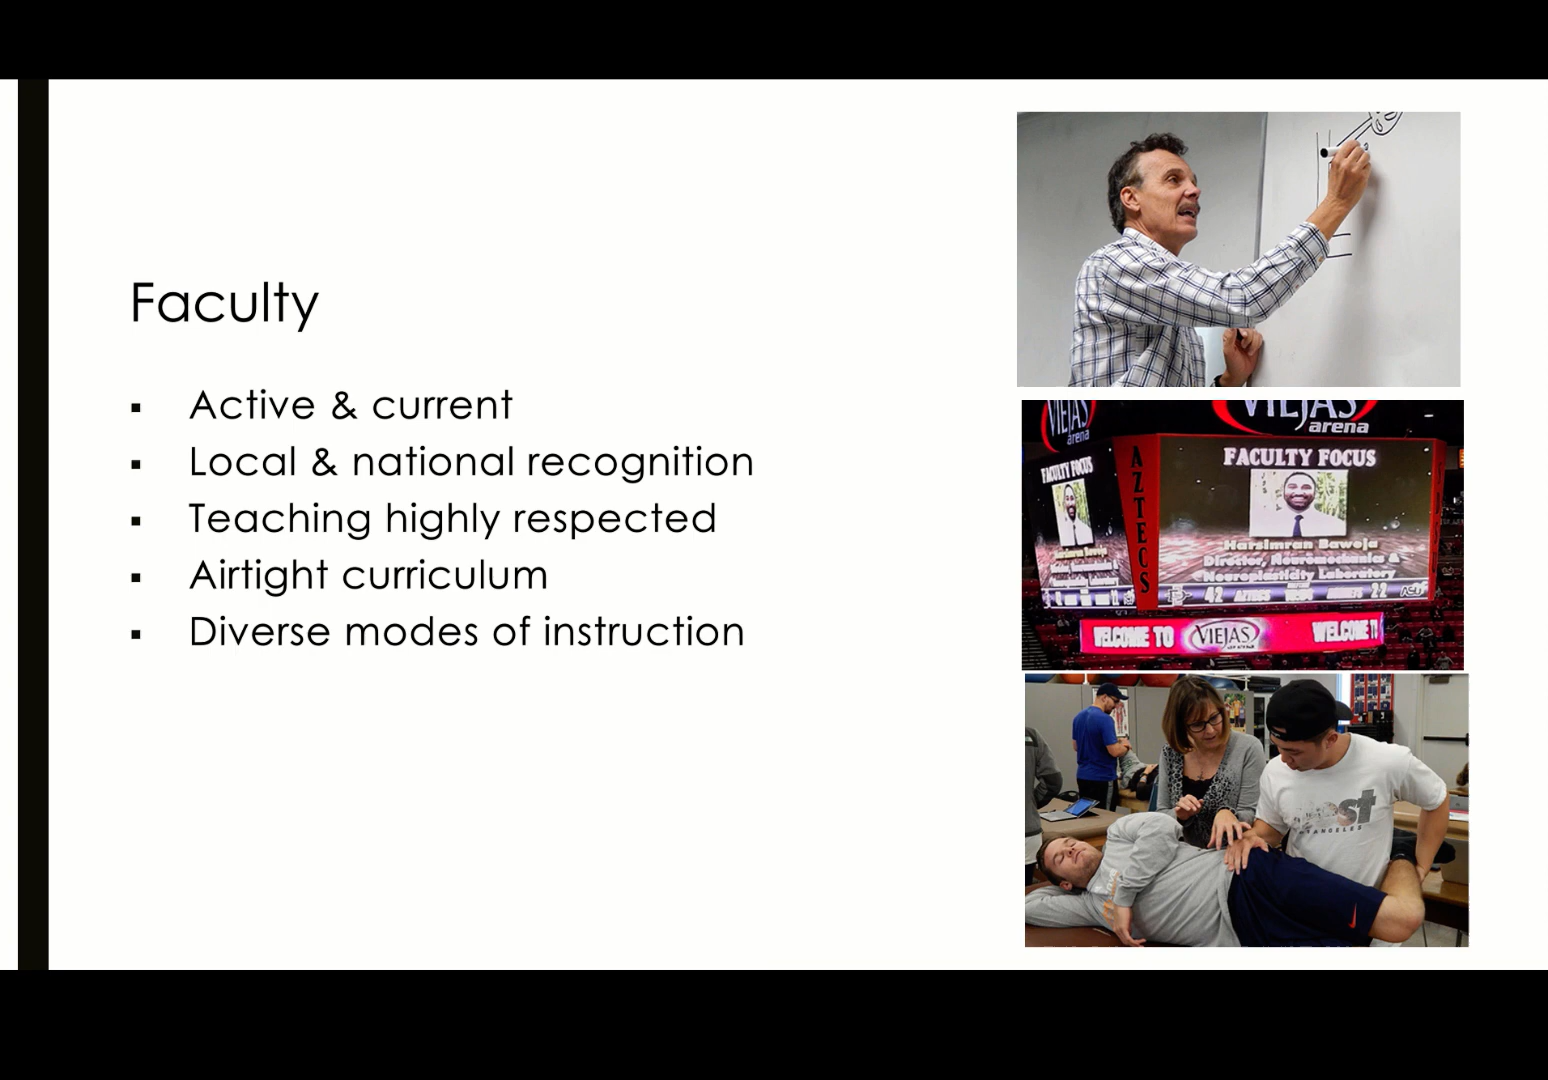 Faculty
▪ Active & current
▪ Local & national recognition
▪ Teaching highly respected
▪ Airtight curriculum
▪ Diverse modes of instruction
VIEJAS
arena
VIEJAS
arena
FACULTY FOCUS
FACULTY FOCUS
AZTECS
Harsimran Baweja
Director, Neuromechanics &
Neuroplasticity Laboratory
42 AZTECS
22
WELCOME TO VIEJAS WELCOME T